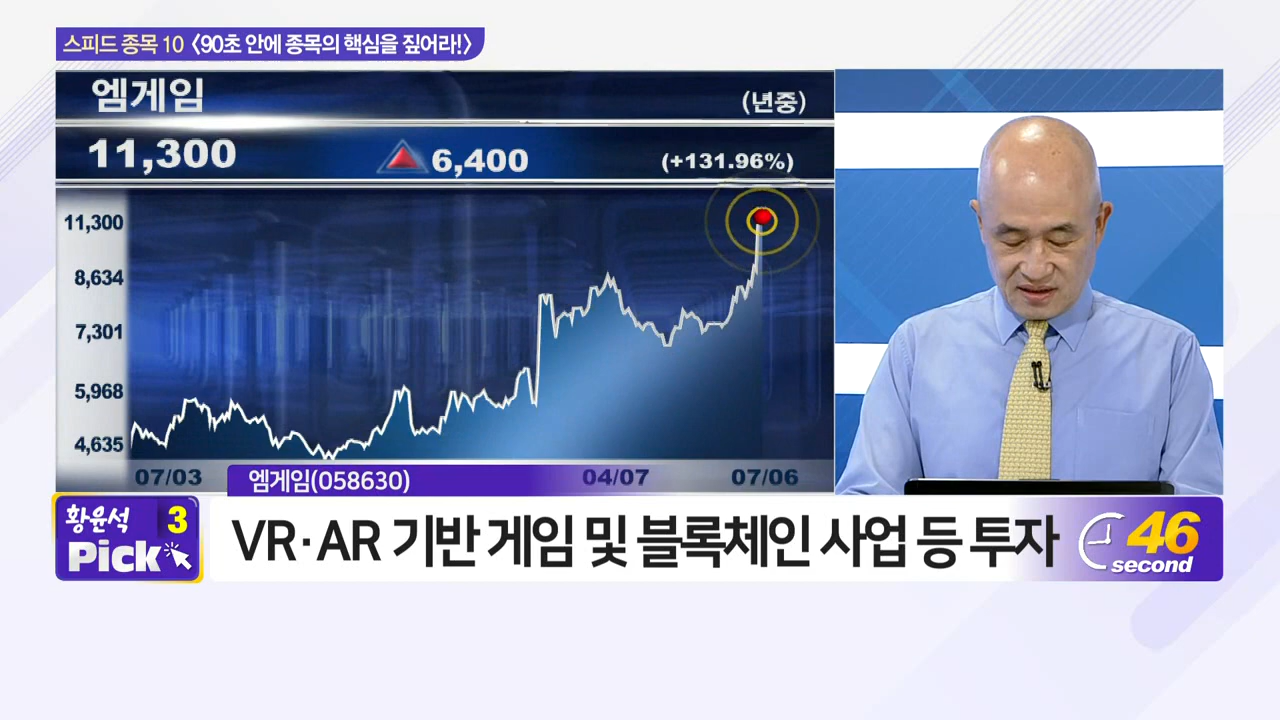 스피드 종목 10 <90초 안에 종목의 핵심을 짚어라!>
엠게임
(년중)
11,300
6,400
(+131.96%)
11,300
8,634
7,301
5,968
4,635
07/03
04/07
07/06
엠게임(058630)
황윤석 3
Pick
VR·AR 기반 게임 및 블록체인 사업 등 투자
46
second